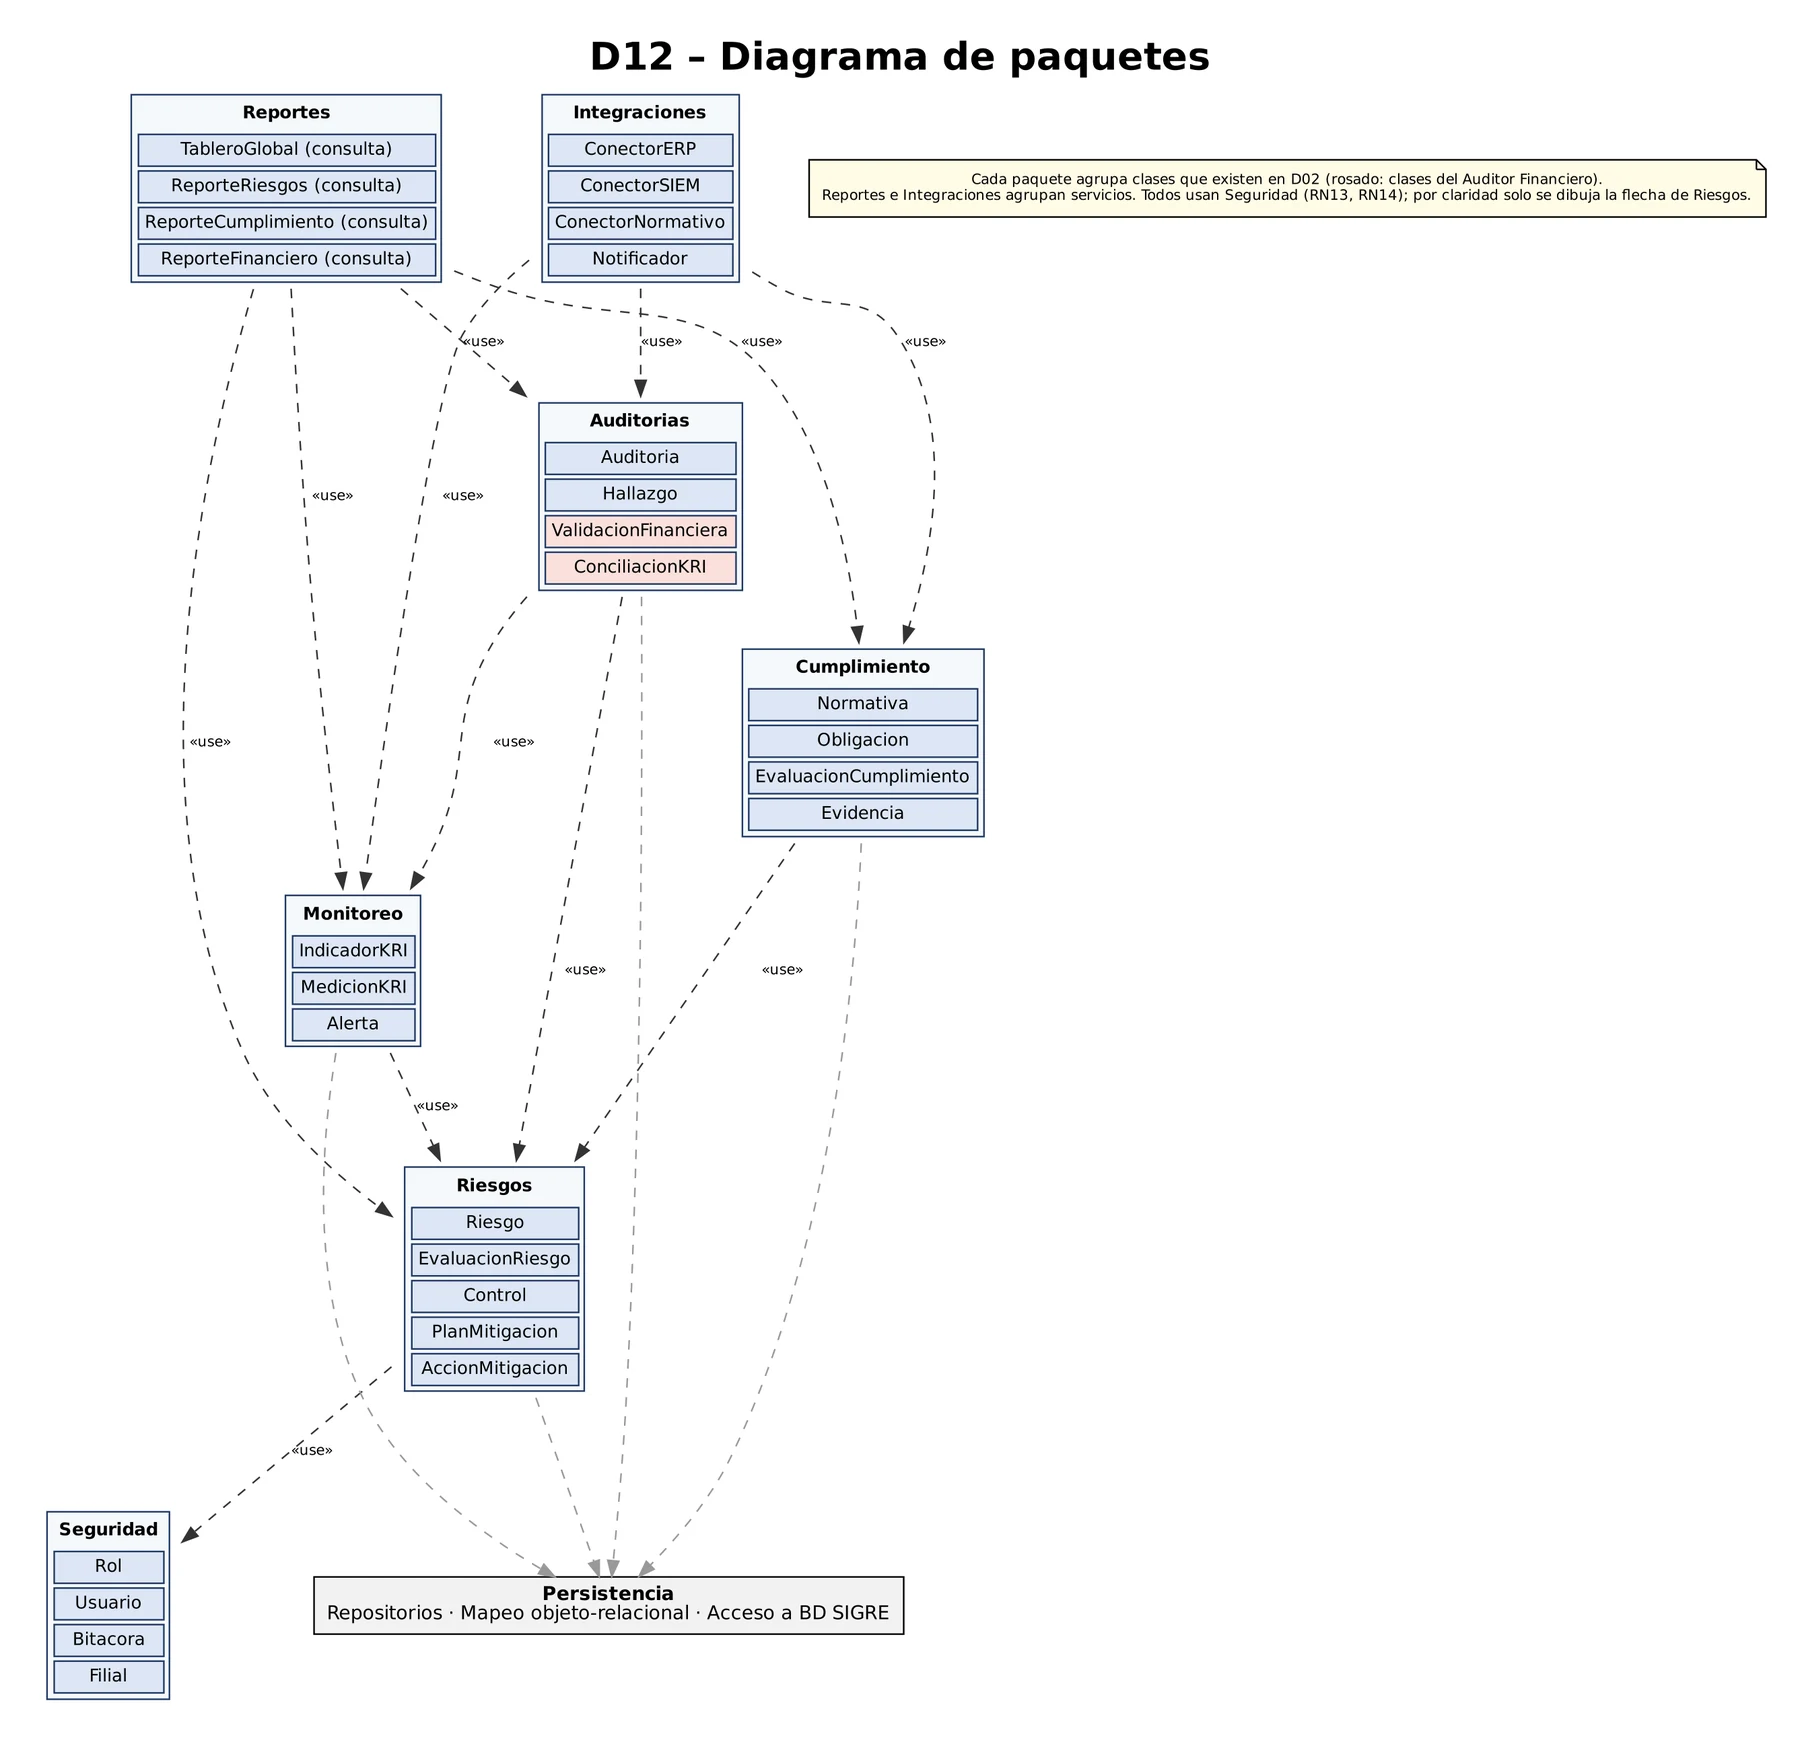 D12 – Diagrama de paquetes
Reportes
TableroGlobal (consulta)
ReporteRiesgos (consulta)
ReporteCumplimiento (consulta)
ReporteFinanciero (consulta)
Integraciones
ConectorERP
ConectorSIEM
ConectorNormativo
Notificador
Cada paquete agrupa clases que existen en D02 (rosado: clases del Auditor Financiero).
Reportes e Integraciones agrupan servicios. Todos usan Seguridad (RN13, RN14); por claridad solo se dibuja la flecha de Riesgos.
«use»
«use»
«use»
«use»
Auditorias
Auditoria
Hallazgo
ValidacionFinanciera
ConciliacionKRI
«use»
«use»
Cumplimiento
Normativa
Obligacion
EvaluacionCumplimiento
Evidencia
«use»
«use»
Monitoreo
IndicadorKRI
MedicionKRI
Alerta
«use»
«use»
«use»
Riesgos
Riesgo
EvaluacionRiesgo
Control
PlanMitigacion
AccionMitigacion
«use»
Seguridad
Rol
Usuario
Bitacora
Filial
Persistencia
Repositorios · Mapeo objeto-relacional · Acceso a BD SIGRE